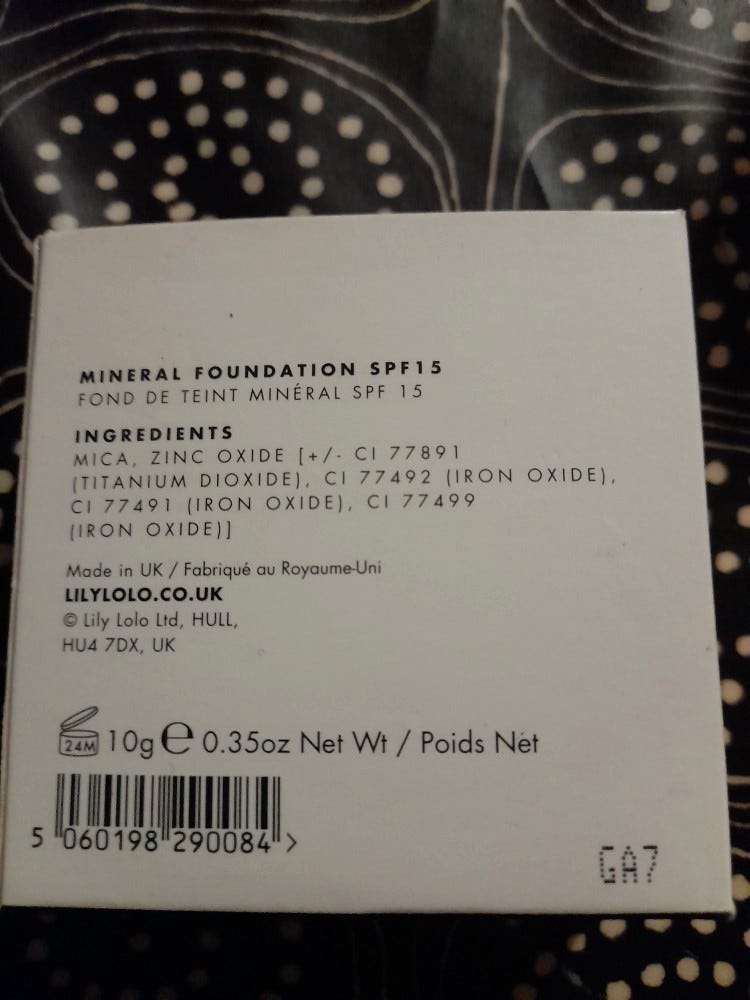 MINERAL FOUNDATION SPF15
FOND DE TEINT MINÉRAL SPF 15
INGREDIENTS
MICA, ZINC OXIDE [+/- CI 77891
(TITANIUM DIOXIDE), CI 77492 (IRON OXIDE),
CI 77491 (IRON OXIDE), CI 77499
(IRON OXIDE)]
Made in UK / Fabriqué au Royaume-Uni
LILYLOLO.CO.UK
© Lily Lolo Ltd, HULL,
HU4 7DX, UK
24M 10g e 0.35oz Net Wt / Poids Net
5 060198 290084 >
GA7